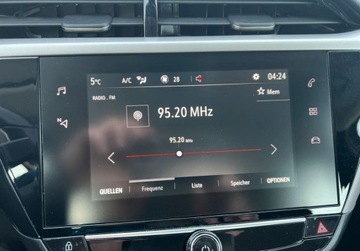 5°C A/C 28 04:24
RADIO . FM
Mem
95.20 MHz
95.20 MHz
N
QUELLEN Frequenz Liste Speicher OPTIONEN